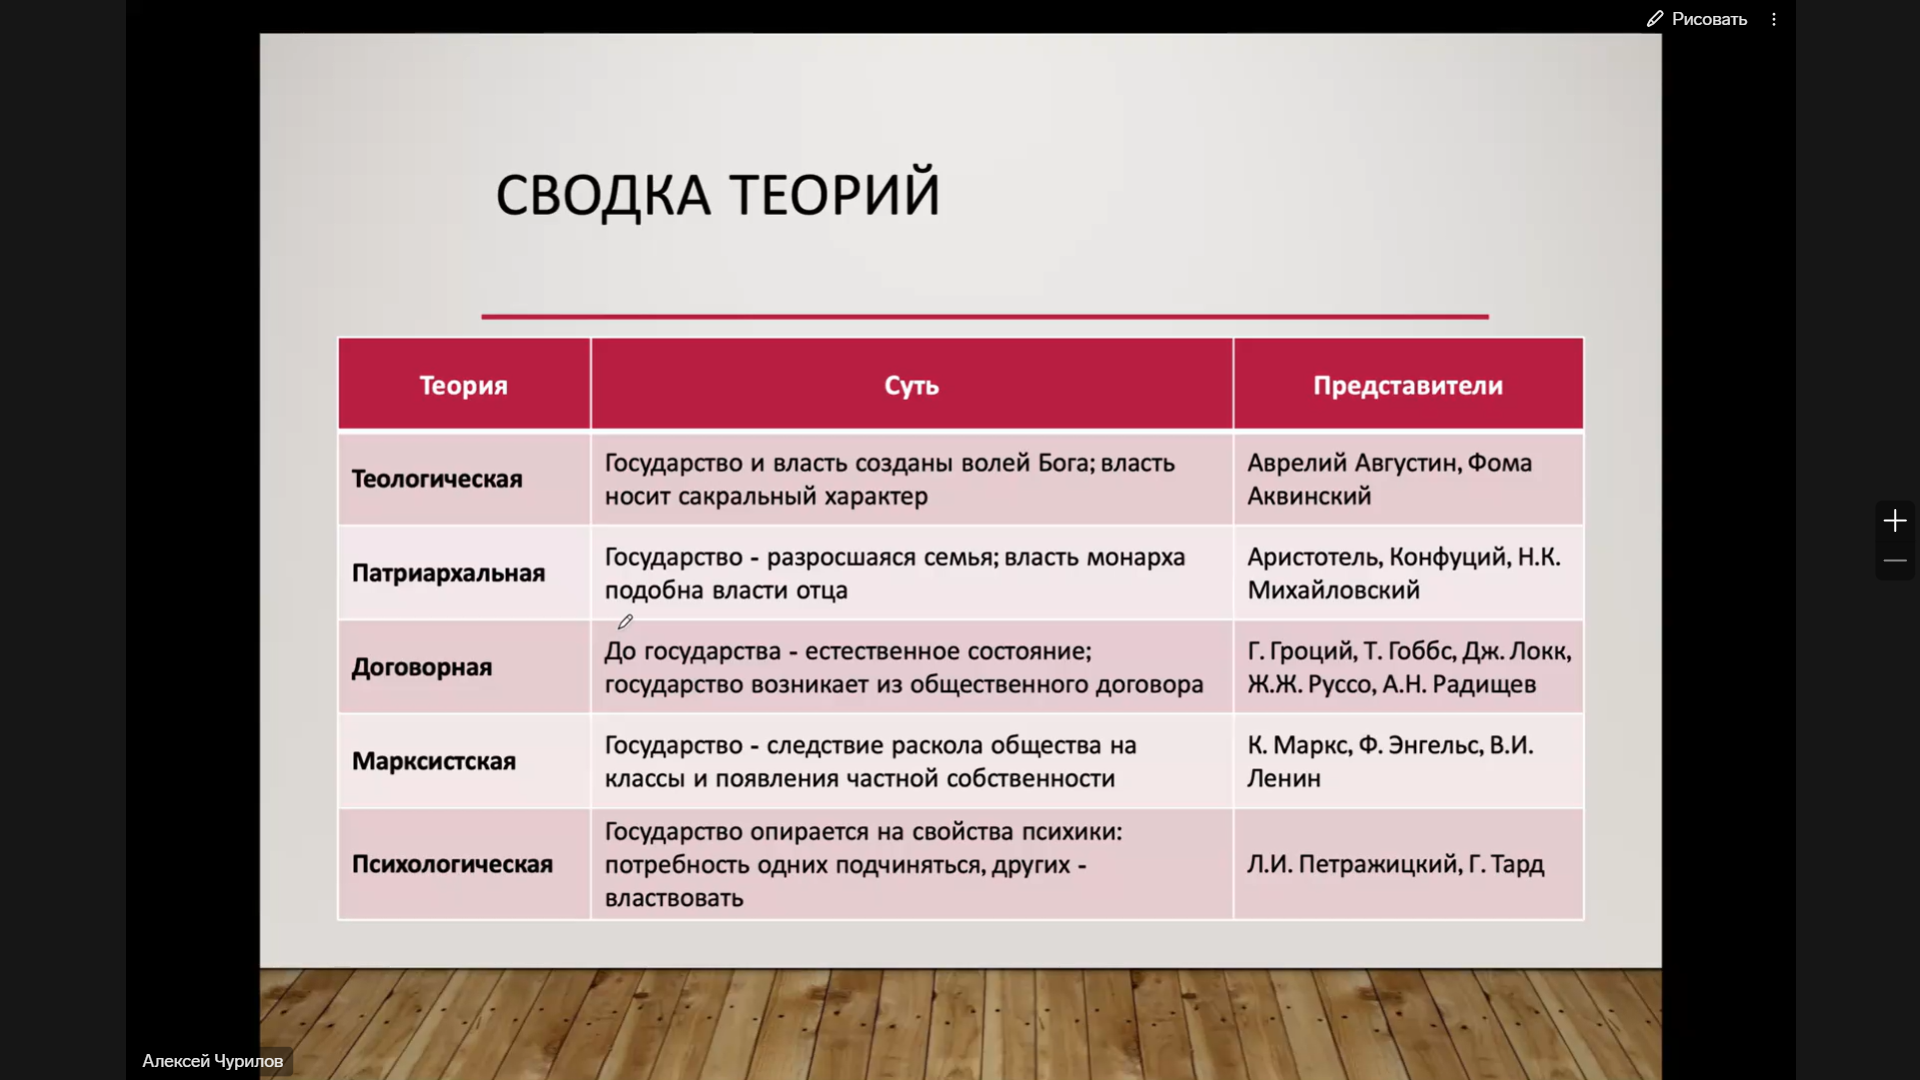 Рисовать
СВОДКА ТЕОРИЙ
Теория
Суть
Представители
Теологическая
Государство и власть созданы волей Бога; власть
носит сакральный характер
Аврелий Августин, Фома
Аквинский
Патриархальная
Государство - разросшаяся семья; власть монарха
подобна власти отца
Аристотель, Конфуций, Н.К.
Михайловский
Договорная
До государства - естественное состояние;
государство возникает из общественного договора
Г. Гроций, Т. Гоббс, Дж. Локк,
Ж.Ж. Руссо, А.Н. Радищев
Марксистская
Государство - следствие раскола общества на
классы и появления частной собственности
К. Маркс, Ф. Энгельс, В.И.
Ленин
Психологическая
Государство опирается на свойства психики:
потребность одних подчиняться, других -
властвовать
Л.И. Петражицкий, Г. Тард
Алексей Чурилов